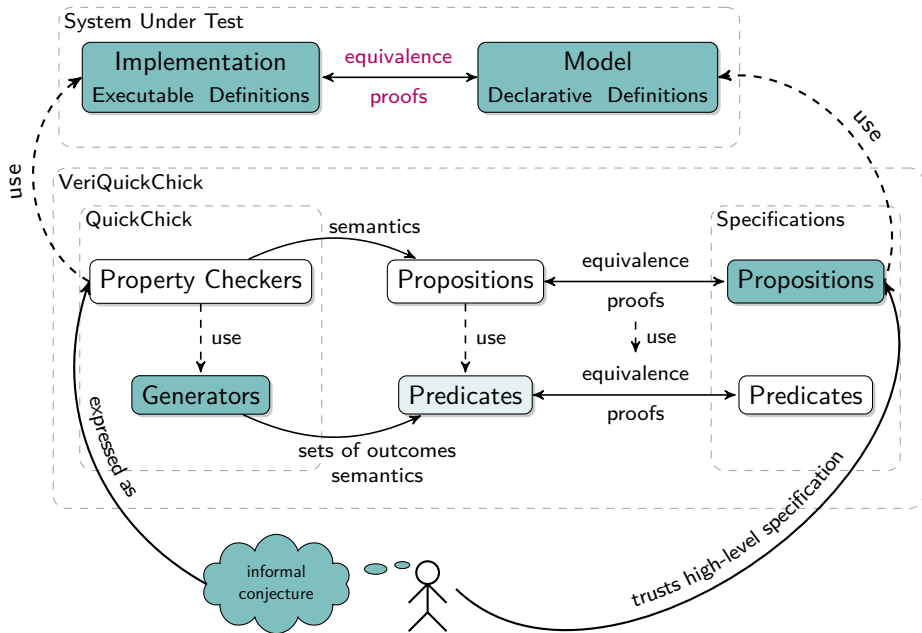 System Under Test
Implementation
Executable Definitions
equivalence
proofs
Model
Declarative Definitions
use
use
VeriQuickChick
QuickChick
semantics
Specifications
Property Checkers
Propositions
equivalence
proofs
Propositions
use
use
use
Generators
Predicates
equivalence
proofs
Predicates
sets of outcomes
semantics
expressed as
trusts high-level specification
informal
conjecture